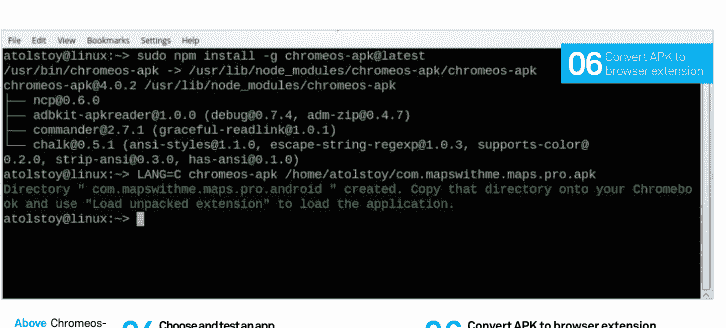 File Edit View Bookmarks Settings Help
atolstoy@linux:~> sudo npm install -g chromeos-apk@latest
/usr/bin/chromeos-apk -> /usr/lib/node_modules/chromeos-apk/chromeos-apk
chromeos-apk@4.0.2 /usr/lib/node_modules/chromeos-apk
├── ncp@0.6.0
├── adbkit-apkreader@1.0.0 (debug@0.7.4, adm-zip@0.4.7)
├── commander@2.7.1 (graceful-readlink@1.0.1)
└── chalk@0.5.1 (ansi-styles@1.1.0, escape-string-regexp@1.0.3, supports-color@
0.2.0, strip-ansi@0.3.0, has-ansi@0.1.0)
atolstoy@linux:~> LANG=C chromeos-apk /home/atolstoy/com.mapswithme.maps.pro.apk
Directory " com.mapswithme.maps.pro.android " created. Copy that directory onto your Chromebo
ok and use "Load unpacked extension" to load the application.
atolstoy@linux:~>
06 Convert APK to
browser extension
Above Chromeos-
Choose and test an app
Convert APK to browser extension